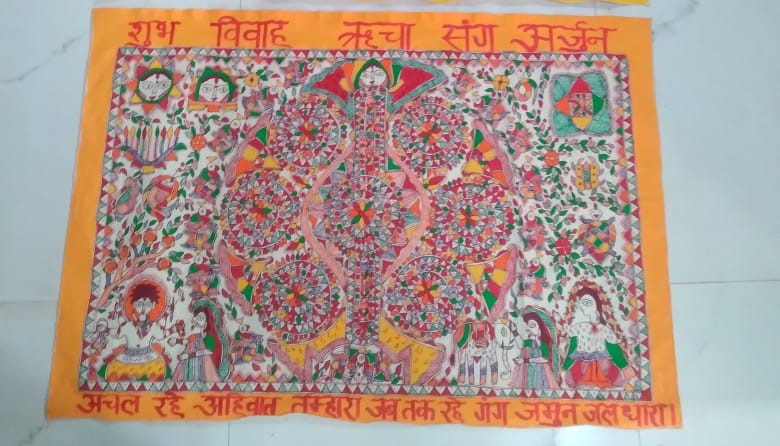 शुभ विवाह ऋचा संग अर्जुन
अचल रहे अहिवात तुम्हारा जब तक रहे गंग जमुन जल धारा।